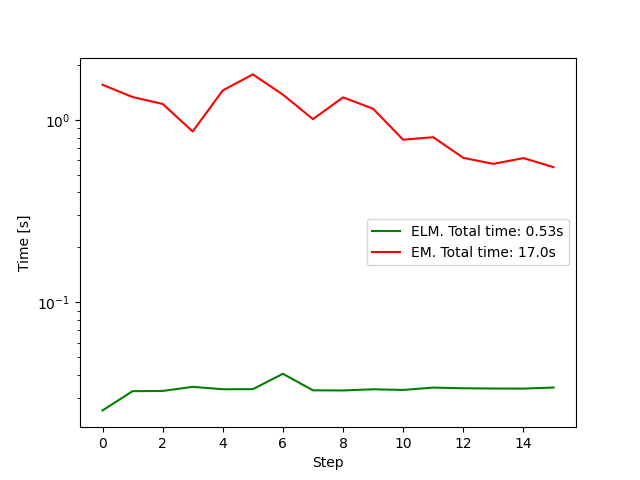 10⁰
10⁻¹
Time [s]
ELM. Total time: 0.53s
EM. Total time: 17.0s
0 2 4 6 8 10 12 14
Step